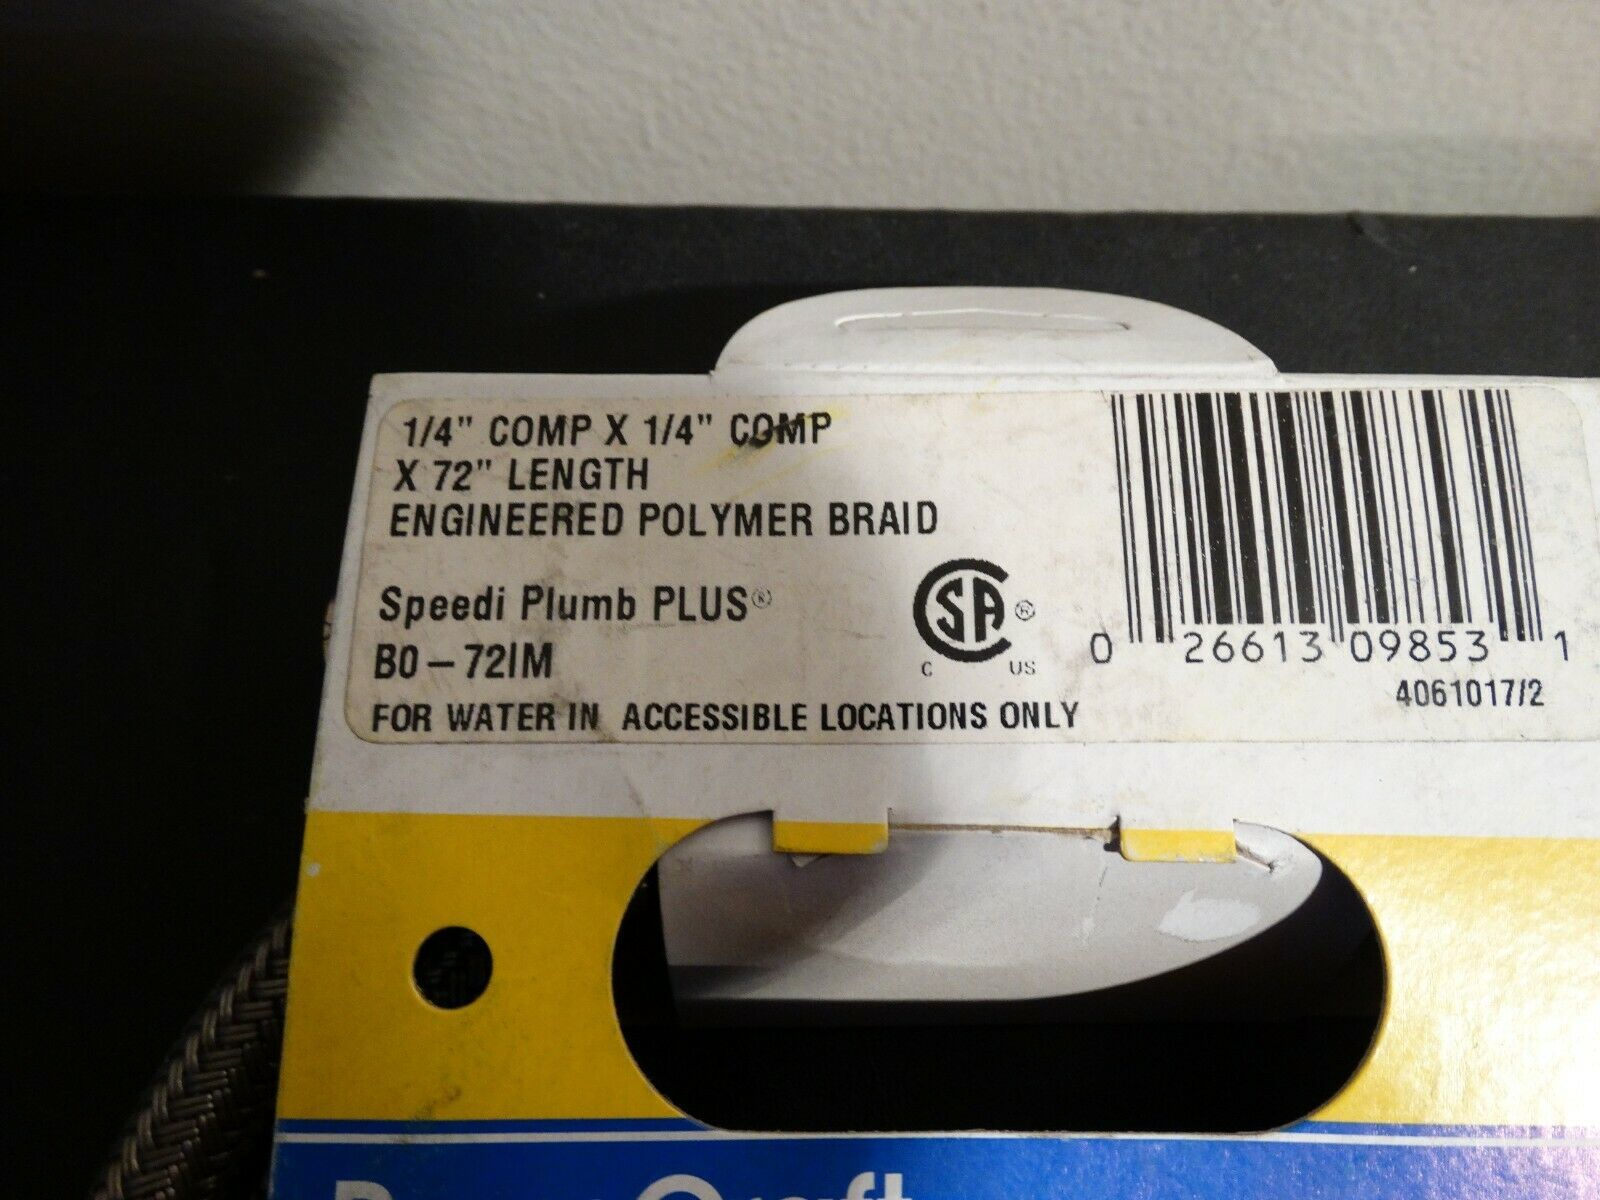 1/4" COMP X 1/4" COMP
X 72" LENGTH
ENGINEERED POLYMER BRAID
Speedi Plumb PLUS®
B0-72IM
FOR WATER IN ACCESSIBLE LOCATIONS ONLY
CSA ®
C US
0 26613 09853 1
4061017/2